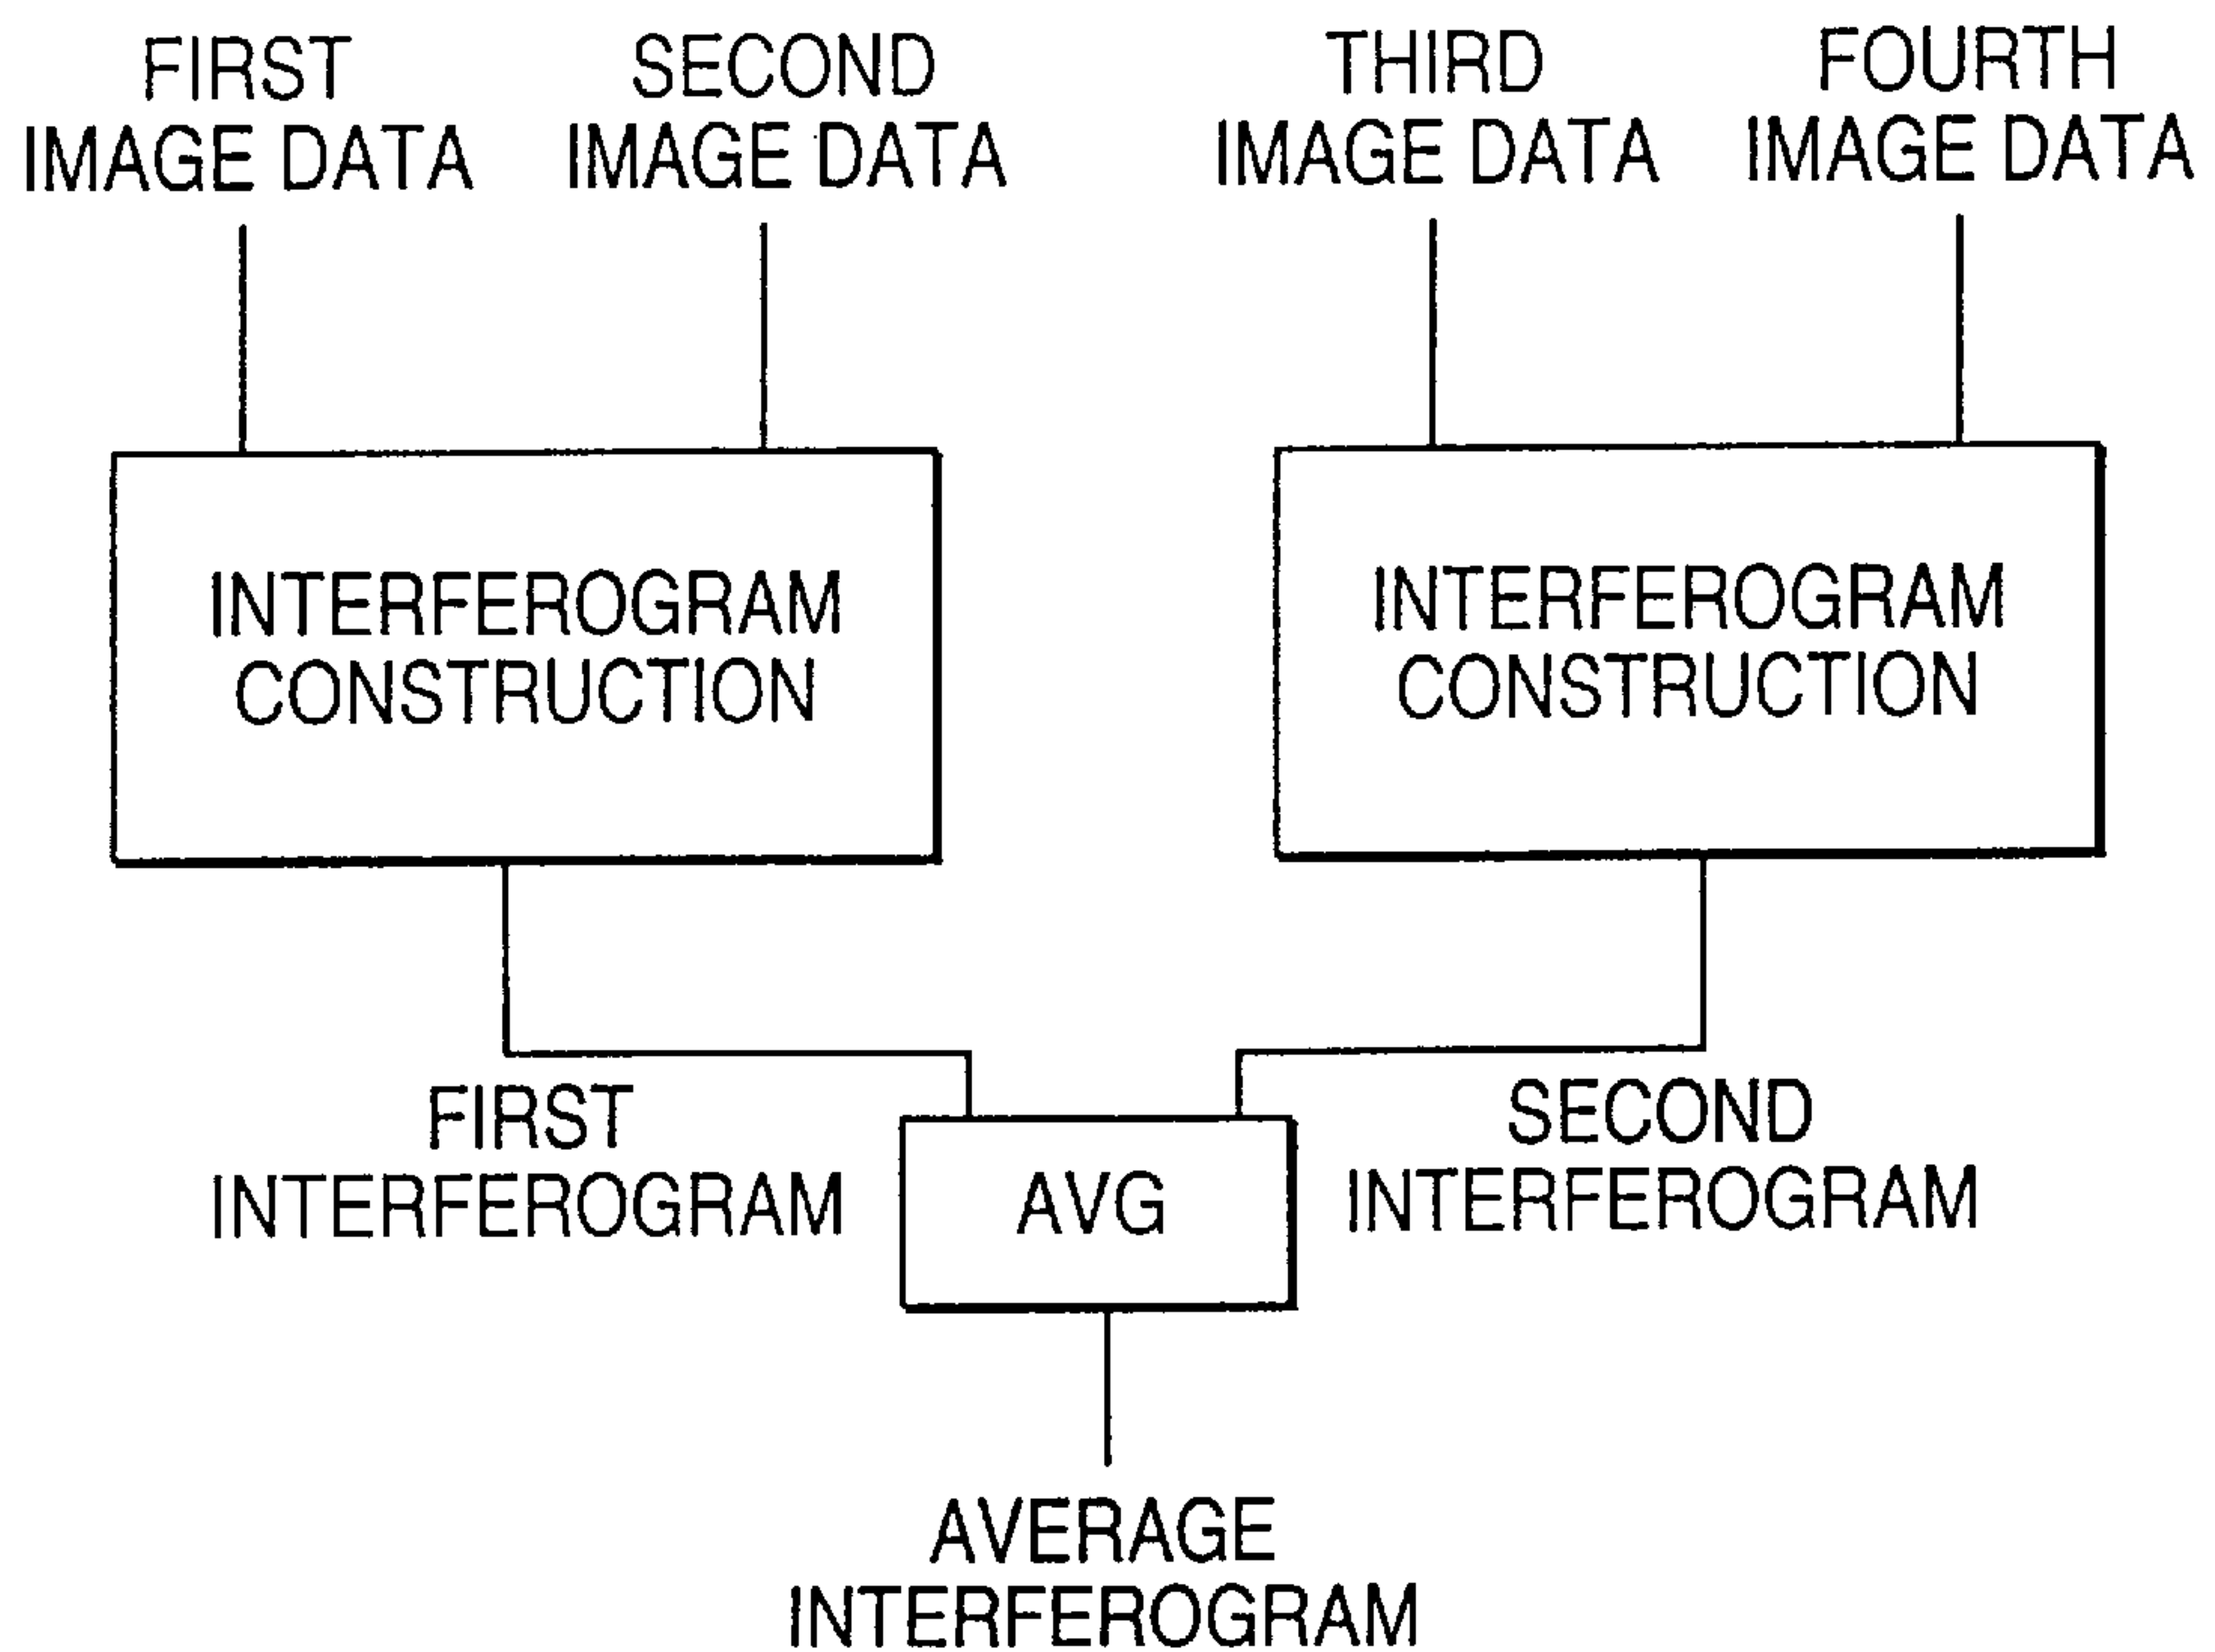 FIRST
IMAGE DATA
SECOND
IMAGE DATA
THIRD
IMAGE DATA
FOURTH
IMAGE DATA
INTERFEROGRAM
CONSTRUCTION
INTERFEROGRAM
CONSTRUCTION
FIRST
INTERFEROGRAM
AVG
SECOND
INTERFEROGRAM
AVERAGE
INTERFEROGRAM